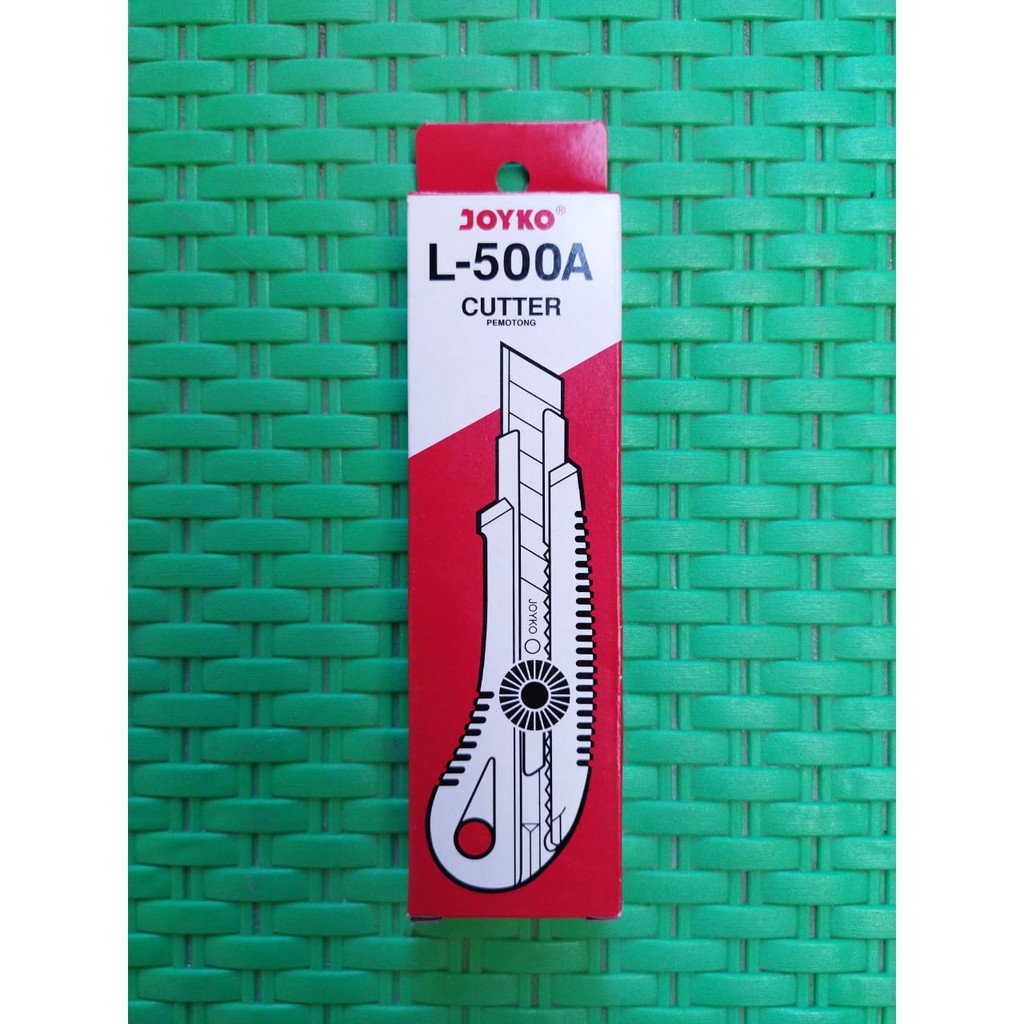 JOYKO®
L-500A
CUTTER
PEMOTONG
JOYKO